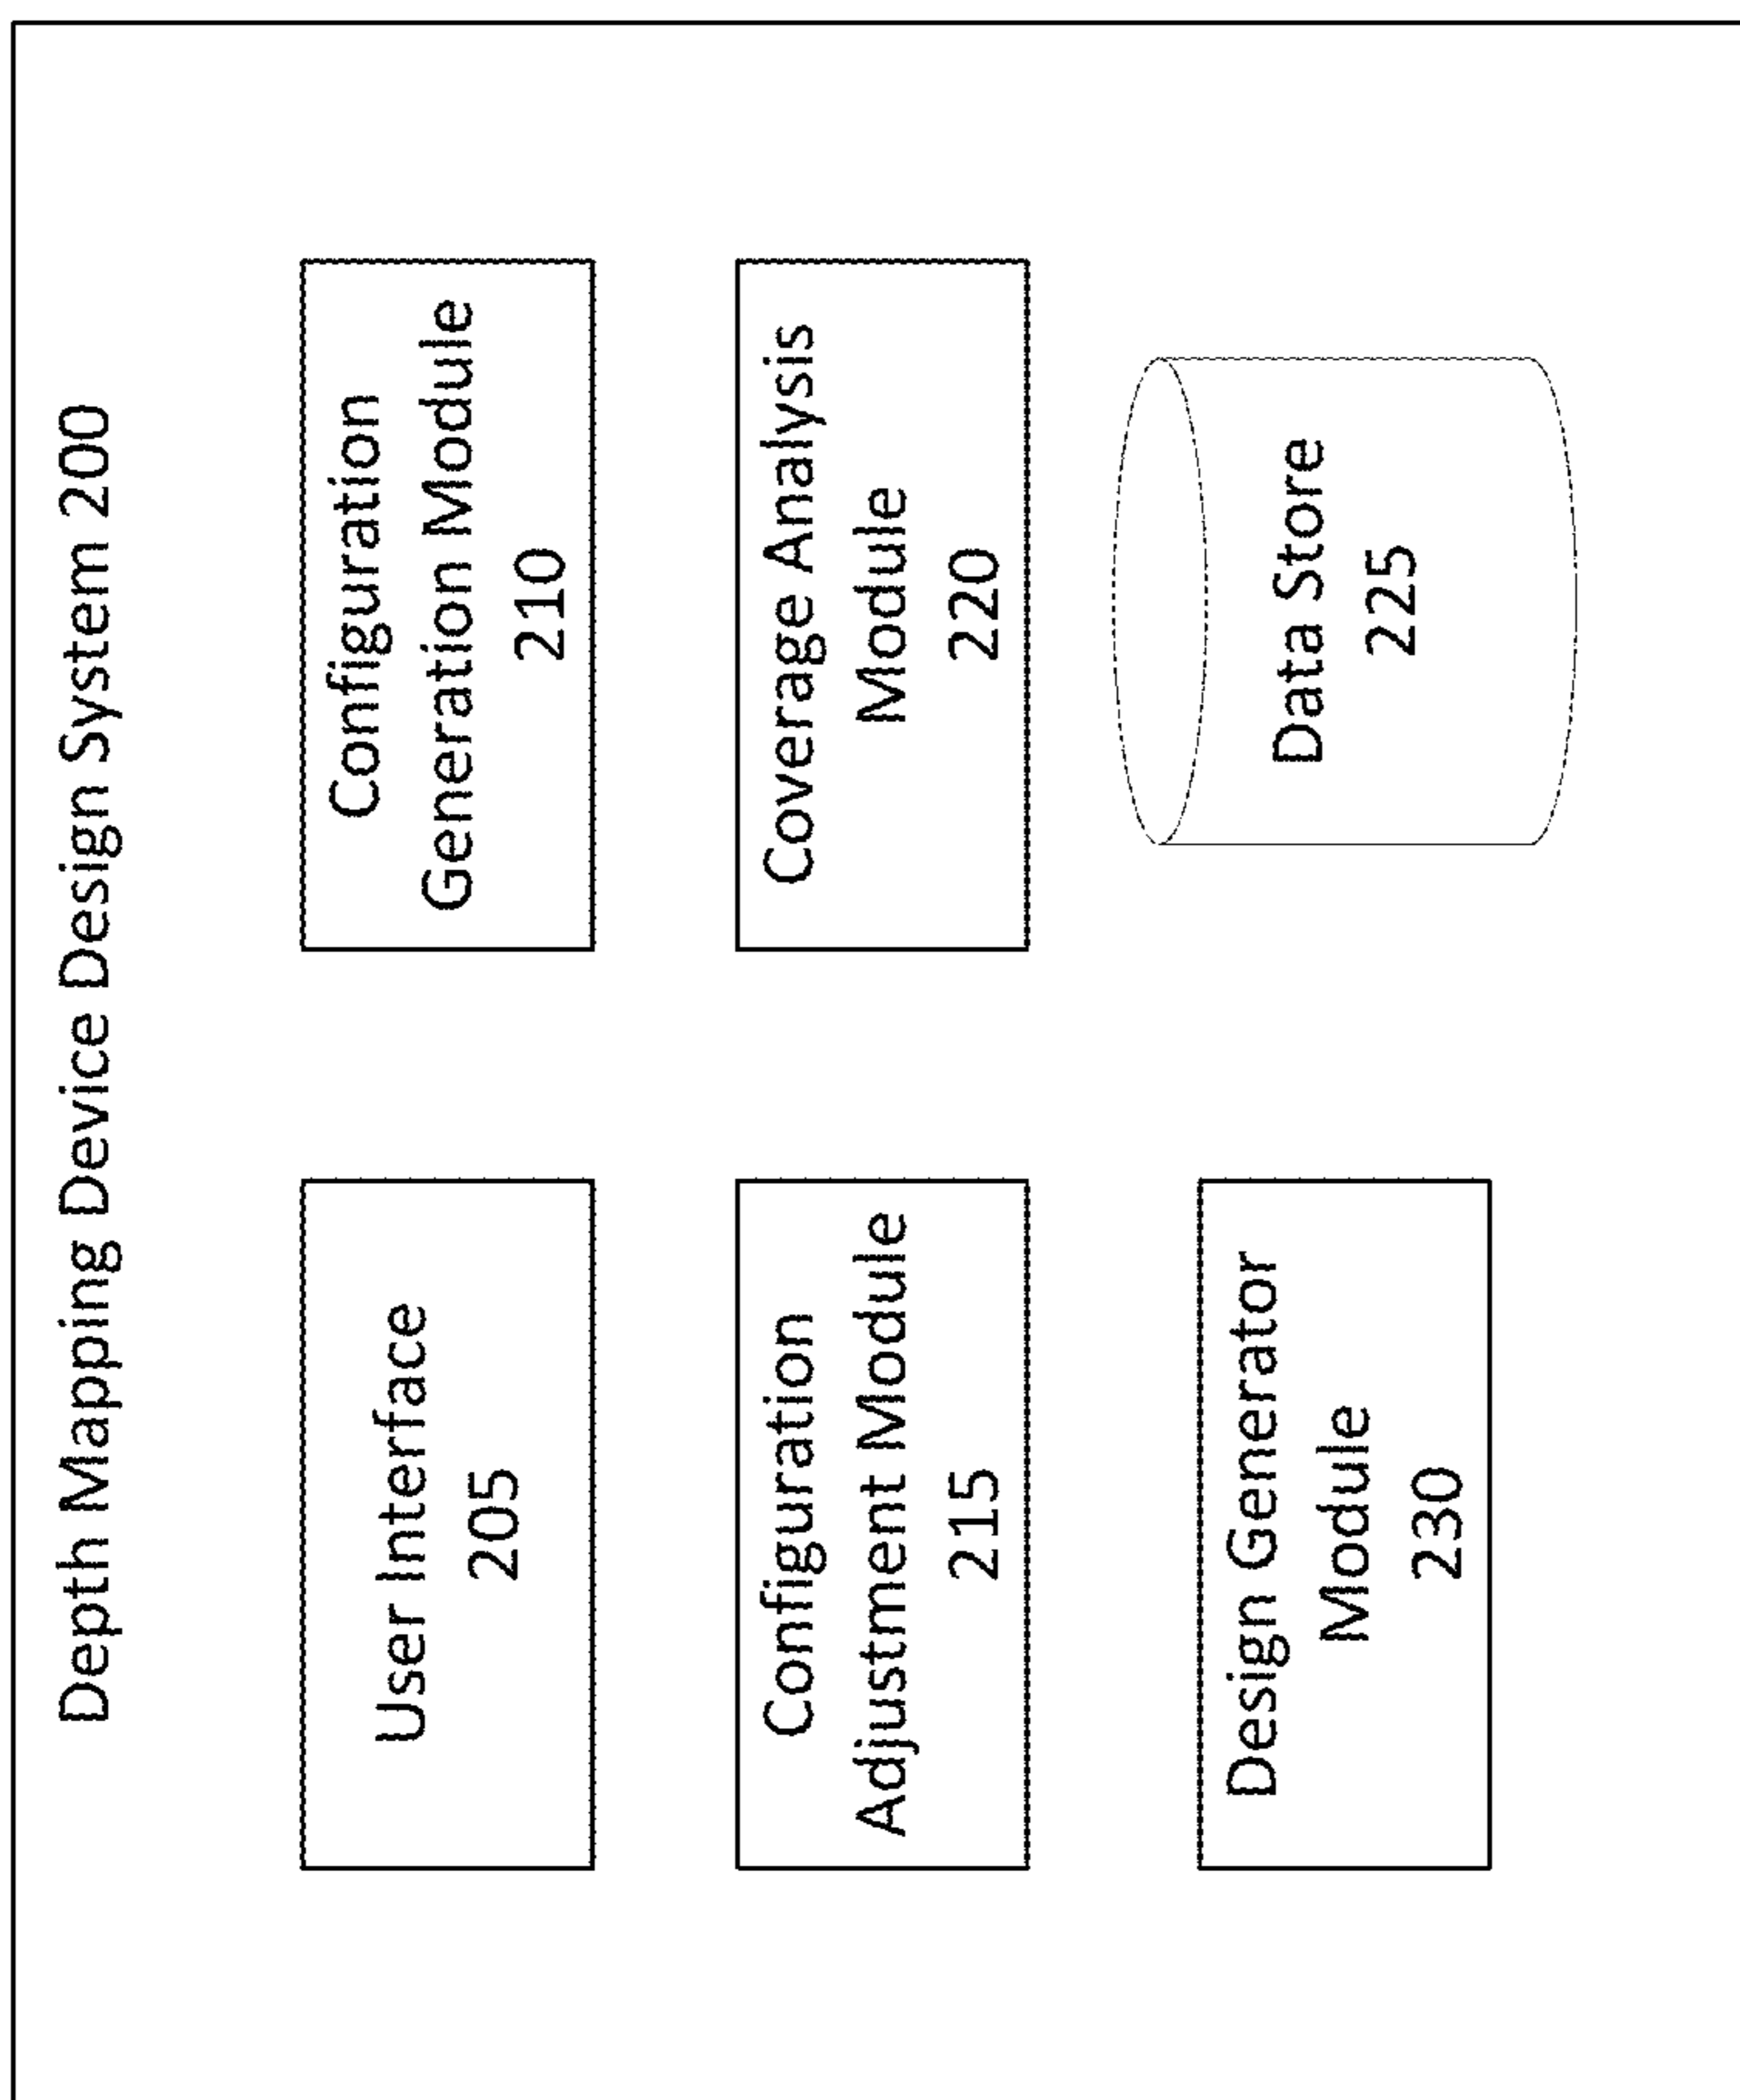 Depth Mapping Device Design System 200
User Interface
205
Configuration
Generation Module
210
Configuration
Adjustment Module
215
Coverage Analysis
Module
220
Design Generator
Module
230
Data Store
225